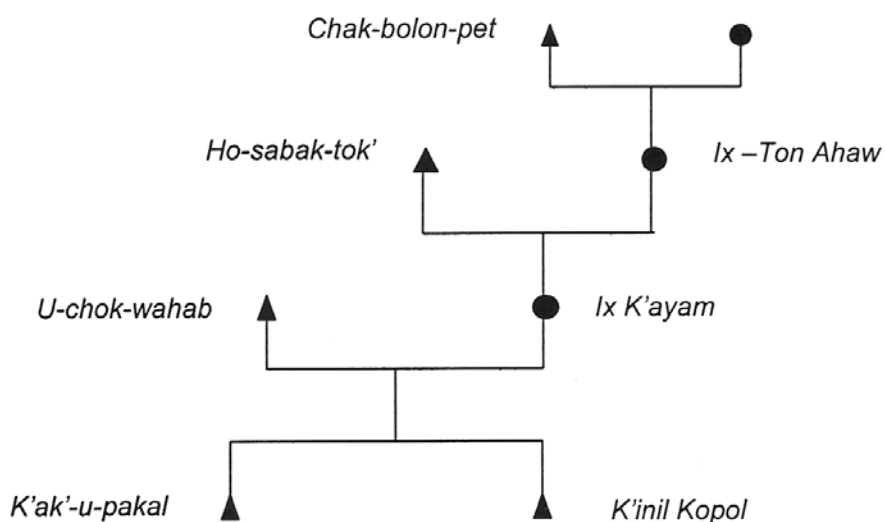 Chak-bolon-pet
Ho-sabak-tok'
Ix –Ton Ahaw
U-chok-wahab
Ix K'ayam
K'ak'-u-pakal
K'inil Kopol